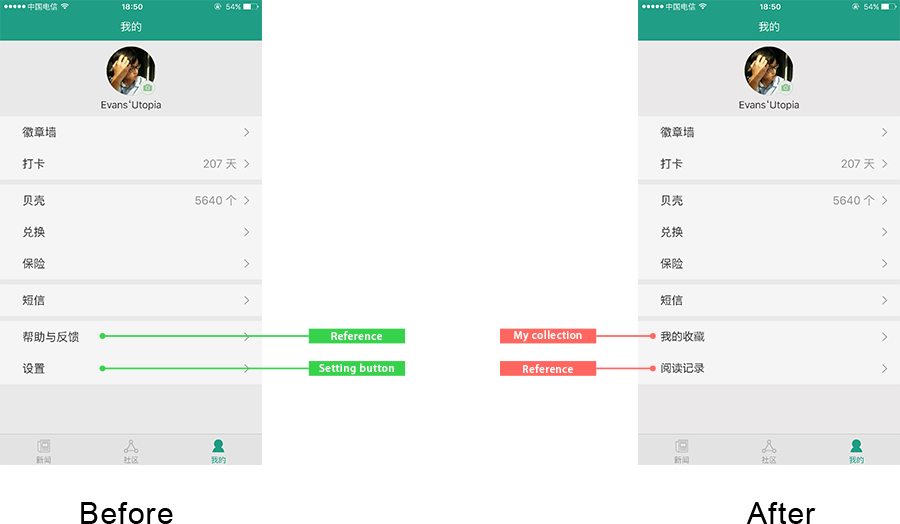 中国电信 18:50 54%
我的
Evans'Utopia
徽章墙
打卡 207 天
贝壳 5640 个
兑换
保险
短信
帮助与反馈
设置
新闻 社区 我的
Reference
Setting button
Before
中国电信 18:50 54%
我的
Evans'Utopia
徽章墙
打卡 207 天
贝壳 5640 个
兑换
保险
短信
My collection
我的收藏
Reference
阅读记录
新闻 社区 我的
After